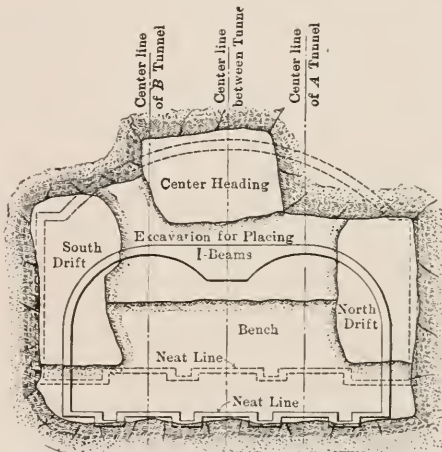 Center line
of B Tunnel
Center line
between Tunne
Center line
of A Tunnel
Center Heading
Excavation for Placing
I-Beams
South
Drift
North
Drift
Bench
Neat Line
Neat Line